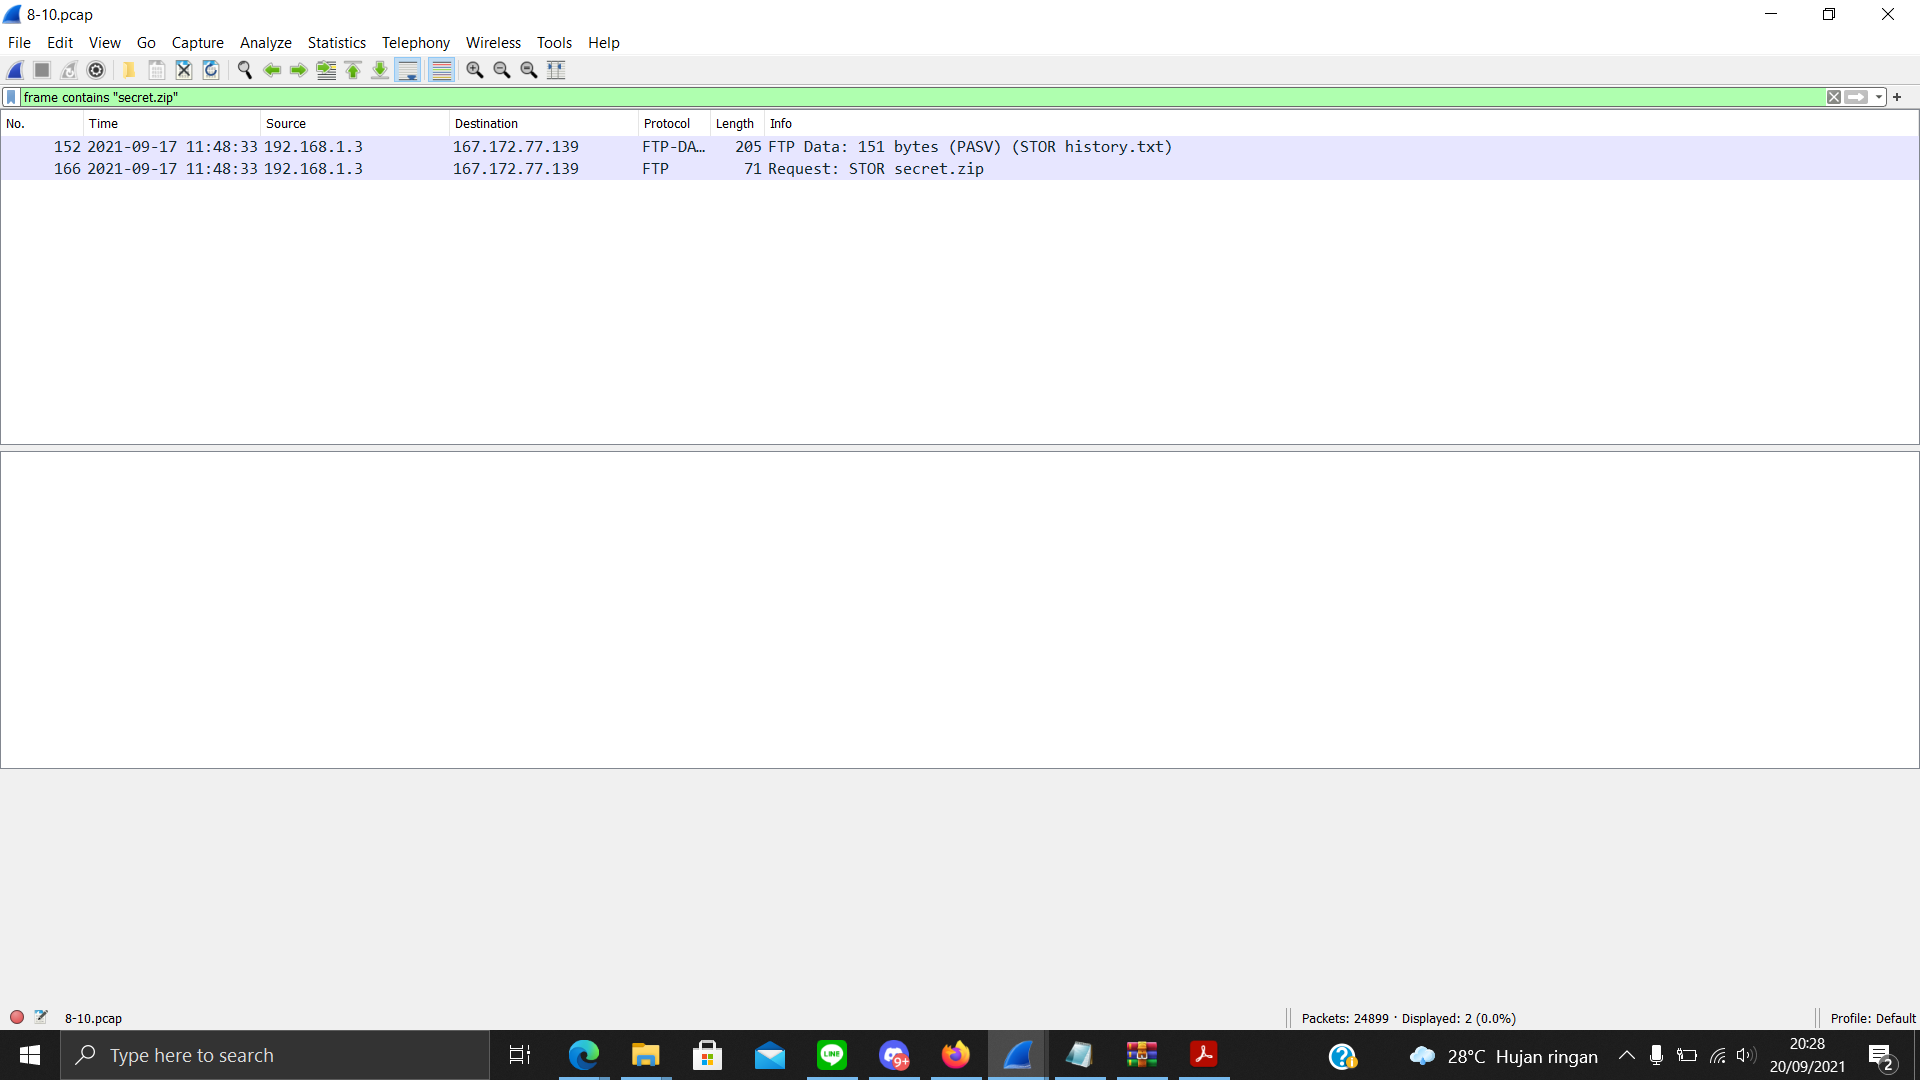 8-10.pcap
File Edit View Go Capture Analyze Statistics Telephony Wireless Tools Help
frame contains "secret.zip"
No. Time Source Destination Protocol Length Info
152 2021-09-17 11:48:33 192.168.1.3 167.172.77.139 FTP-DA… 205 FTP Data: 151 bytes (PASV) (STOR history.txt)
166 2021-09-17 11:48:33 192.168.1.3 167.172.77.139 FTP 71 Request: STOR secret.zip
8-10.pcap Packets: 24899 · Displayed: 2 (0.0%) Profile: Default
Type here to search LINE 9+ 28°C Hujan ringan 20:28
20/09/2021 2